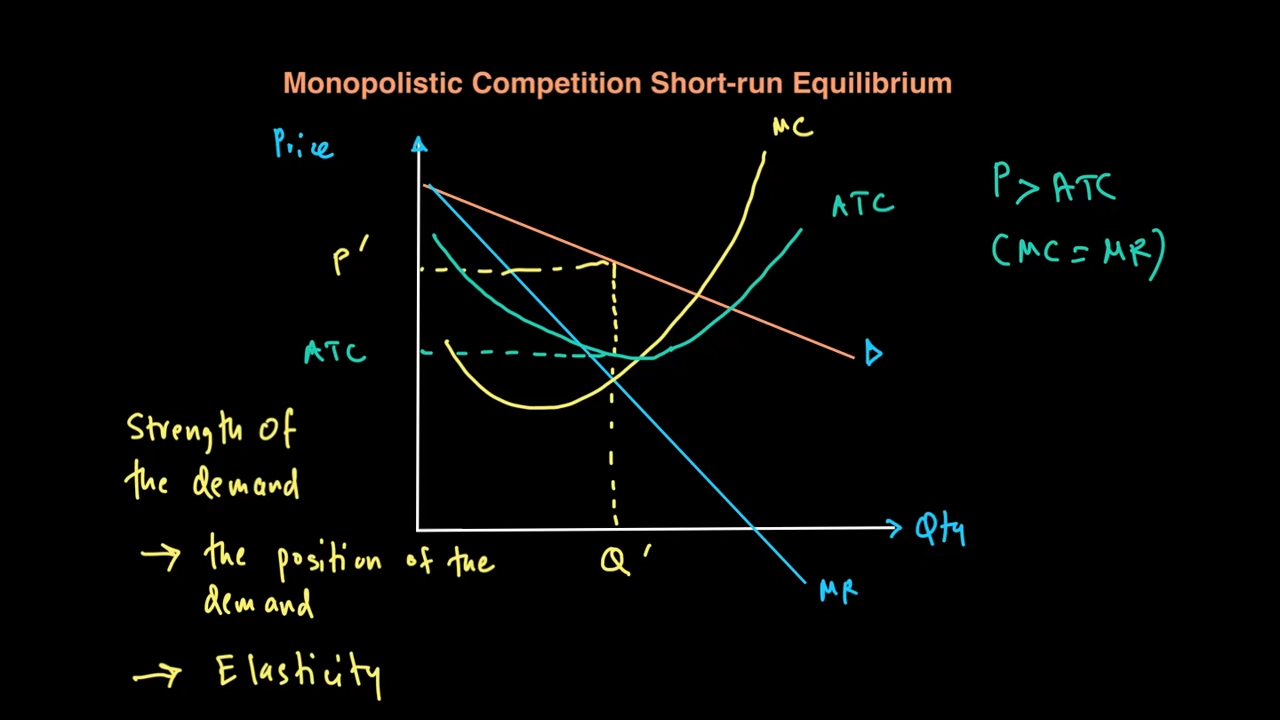 Monopolistic Competition Short-run Equilibrium
MC
Price
P > ATC
ATC
(MC = MR)
P'
ATC
D
Strength of
the demand
Qty
→ the position of the
demand
Q'
MR
→ Elasticity